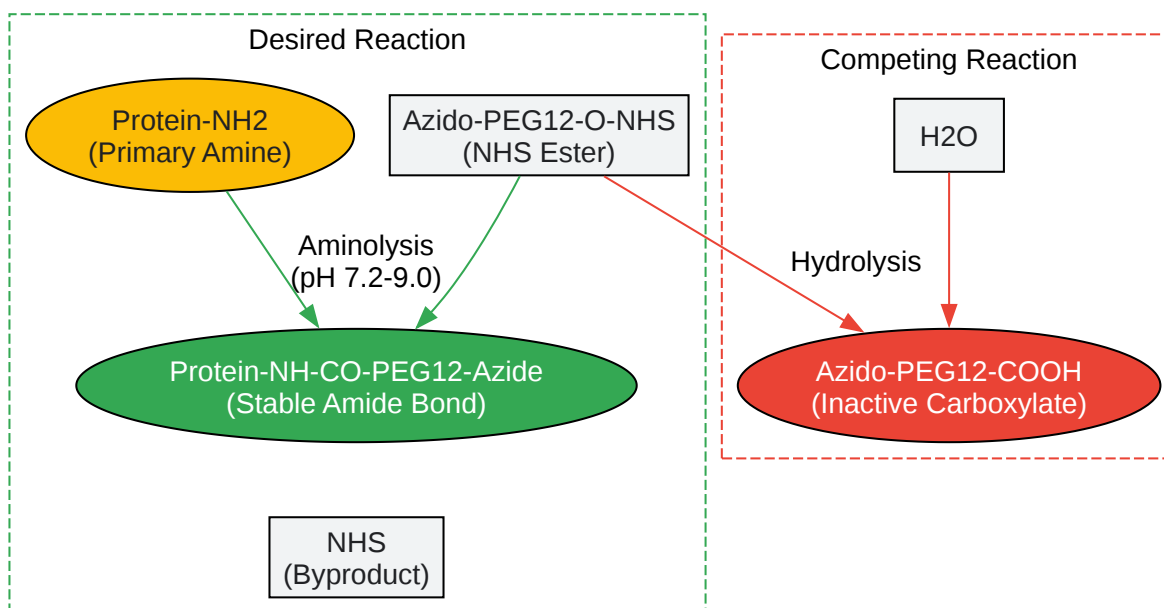 Desired Reaction
Protein-NH2
(Primary Amine)
Azido-PEG12-O-NHS
(NHS Ester)
Aminolysis
(pH 7.2-9.0)
Protein-NH-CO-PEG12-Azide
(Stable Amide Bond)
NHS
(Byproduct)
Competing Reaction
H2O
Hydrolysis
Azido-PEG12-COOH
(Inactive Carboxylate)